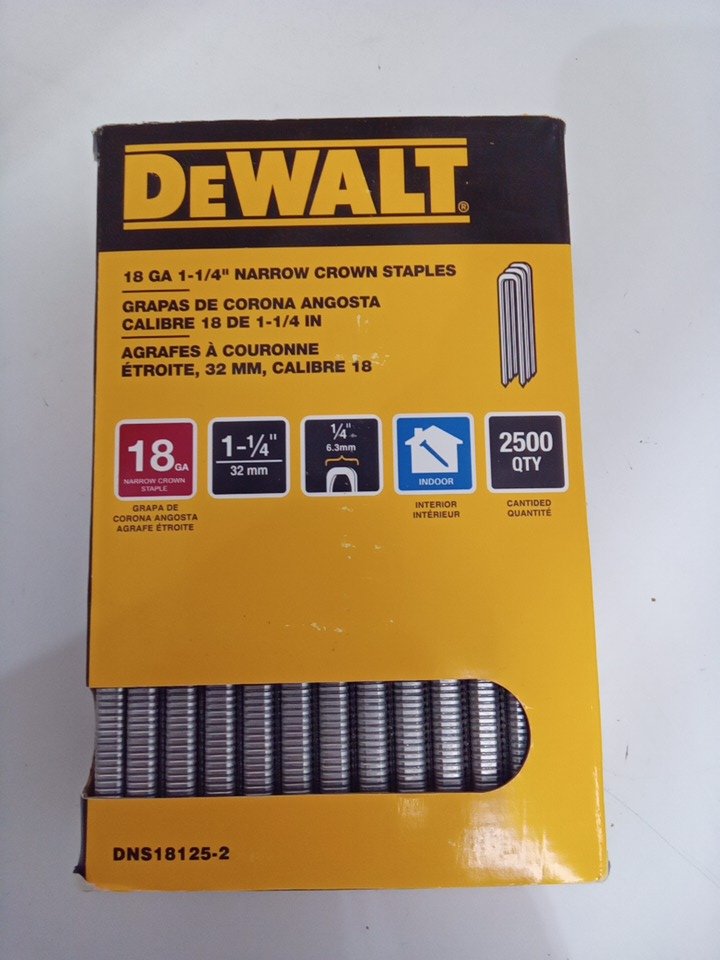 DEWALT®
18 GA 1-1/4" NARROW CROWN STAPLES
GRAPAS DE CORONA ANGOSTA
CALIBRE 18 DE 1-1/4 IN
AGRAFES À COURONNE
ÉTROITE, 32 MM, CALIBRE 18
18 GA
NARROW CROWN
STAPLE
GRAPA DE
CORONA ANGOSTA
AGRAFE ÉTROITE
1-1/4"
32 mm
1/4"
6.3mm
INDOOR
INTERIOR
INTÉRIEUR
2500
QTY
CANTIDED
QUANTITÉ
DNS18125-2